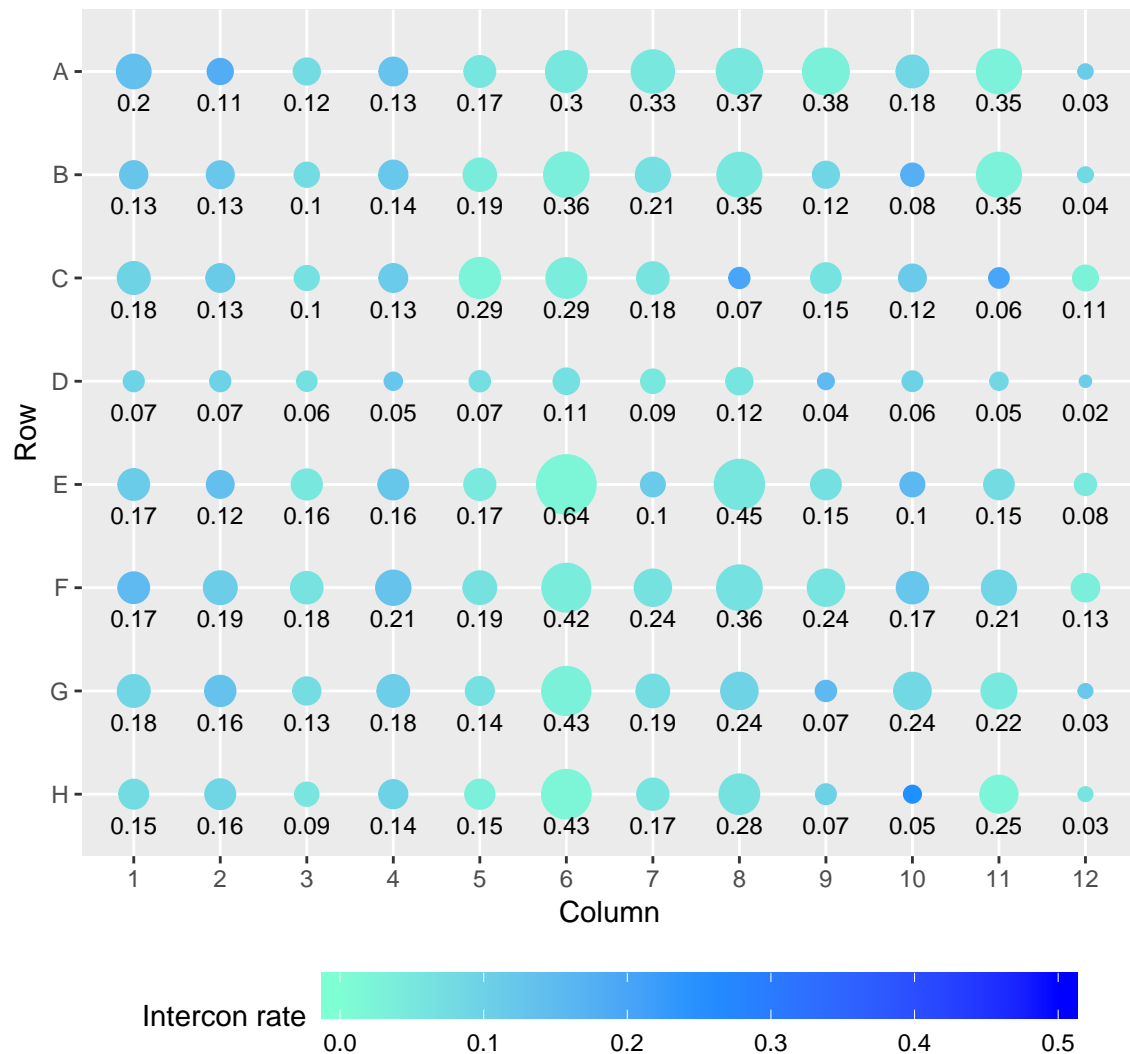 A
0.2 0.11 0.12 0.13 0.17 0.3 0.33 0.37 0.38 0.18 0.35 0.03
B
0.13 0.13 0.1 0.14 0.19 0.36 0.21 0.35 0.12 0.08 0.35 0.04
C
0.18 0.13 0.1 0.13 0.29 0.29 0.18 0.07 0.15 0.12 0.06 0.11
D
0.07 0.07 0.06 0.05 0.07 0.11 0.09 0.12 0.04 0.06 0.05 0.02
Row
E
0.17 0.12 0.16 0.16 0.17 0.64 0.1 0.45 0.15 0.1 0.15 0.08
F
0.17 0.19 0.18 0.21 0.19 0.42 0.24 0.36 0.24 0.17 0.21 0.13
G
0.18 0.16 0.13 0.18 0.14 0.43 0.19 0.24 0.07 0.24 0.22 0.03
H
0.15 0.16 0.09 0.14 0.15 0.43 0.17 0.28 0.07 0.05 0.25 0.03
1 2 3 4 5 6 7 8 9 10 11 12
Column
Intercon rate
0.0 0.1 0.2 0.3 0.4 0.5